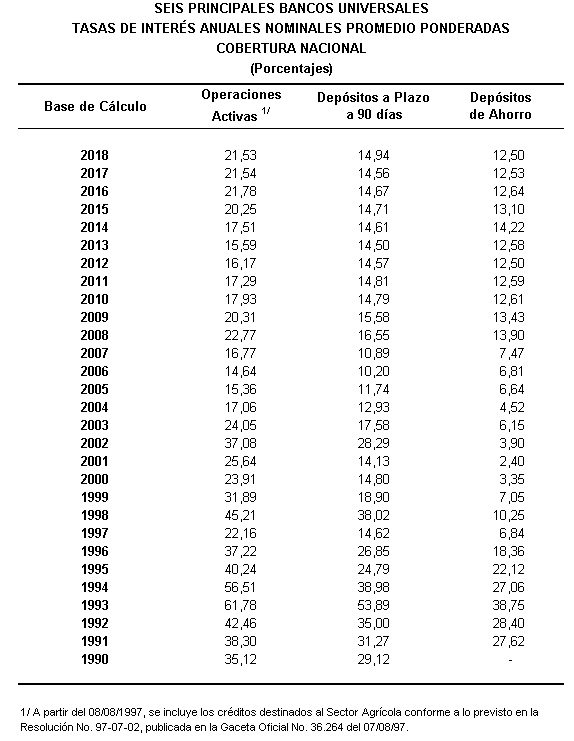 SEIS PRINCIPALES BANCOS UNIVERSALES
TASAS DE INTERÉS ANUALES NOMINALES PROMEDIO PONDERADAS
COBERTURA NACIONAL
(Porcentajes)
Base de Cálculo Operaciones Activas 1/ Depósitos a Plazo a 90 días Depósitos de Ahorro
2018 21,53 14,94 12,50
2017 21,54 14,56 12,53
2016 21,78 14,67 12,64
2015 20,25 14,71 13,10
2014 17,51 14,61 14,22
2013 15,59 14,50 12,58
2012 16,17 14,57 12,50
2011 17,29 14,81 12,59
2010 17,93 14,79 12,61
2009 20,31 15,58 13,43
2008 22,77 16,55 13,90
2007 16,77 10,89 7,47
2006 14,64 10,20 6,81
2005 15,36 11,74 6,64
2004 17,06 12,93 4,52
2003 24,05 17,58 6,15
2002 37,08 28,29 3,90
2001 25,64 14,13 2,40
2000 23,91 14,80 3,35
1999 31,89 18,90 7,05
1998 45,21 38,02 10,25
1997 22,16 14,62 6,84
1996 37,22 26,85 18,36
1995 40,24 24,79 22,12
1994 56,51 38,98 27,06
1993 61,78 53,89 38,75
1992 42,46 35,00 28,40
1991 38,30 31,27 27,62
1990 35,12 29,12 -
1/ A partir del 08/08/1997, se incluye los créditos destinados al Sector Agrícola conforme a lo previsto en la
Resolución No. 97-07-02, publicada en la Gaceta Oficial No. 36.264 del 07/08/97.